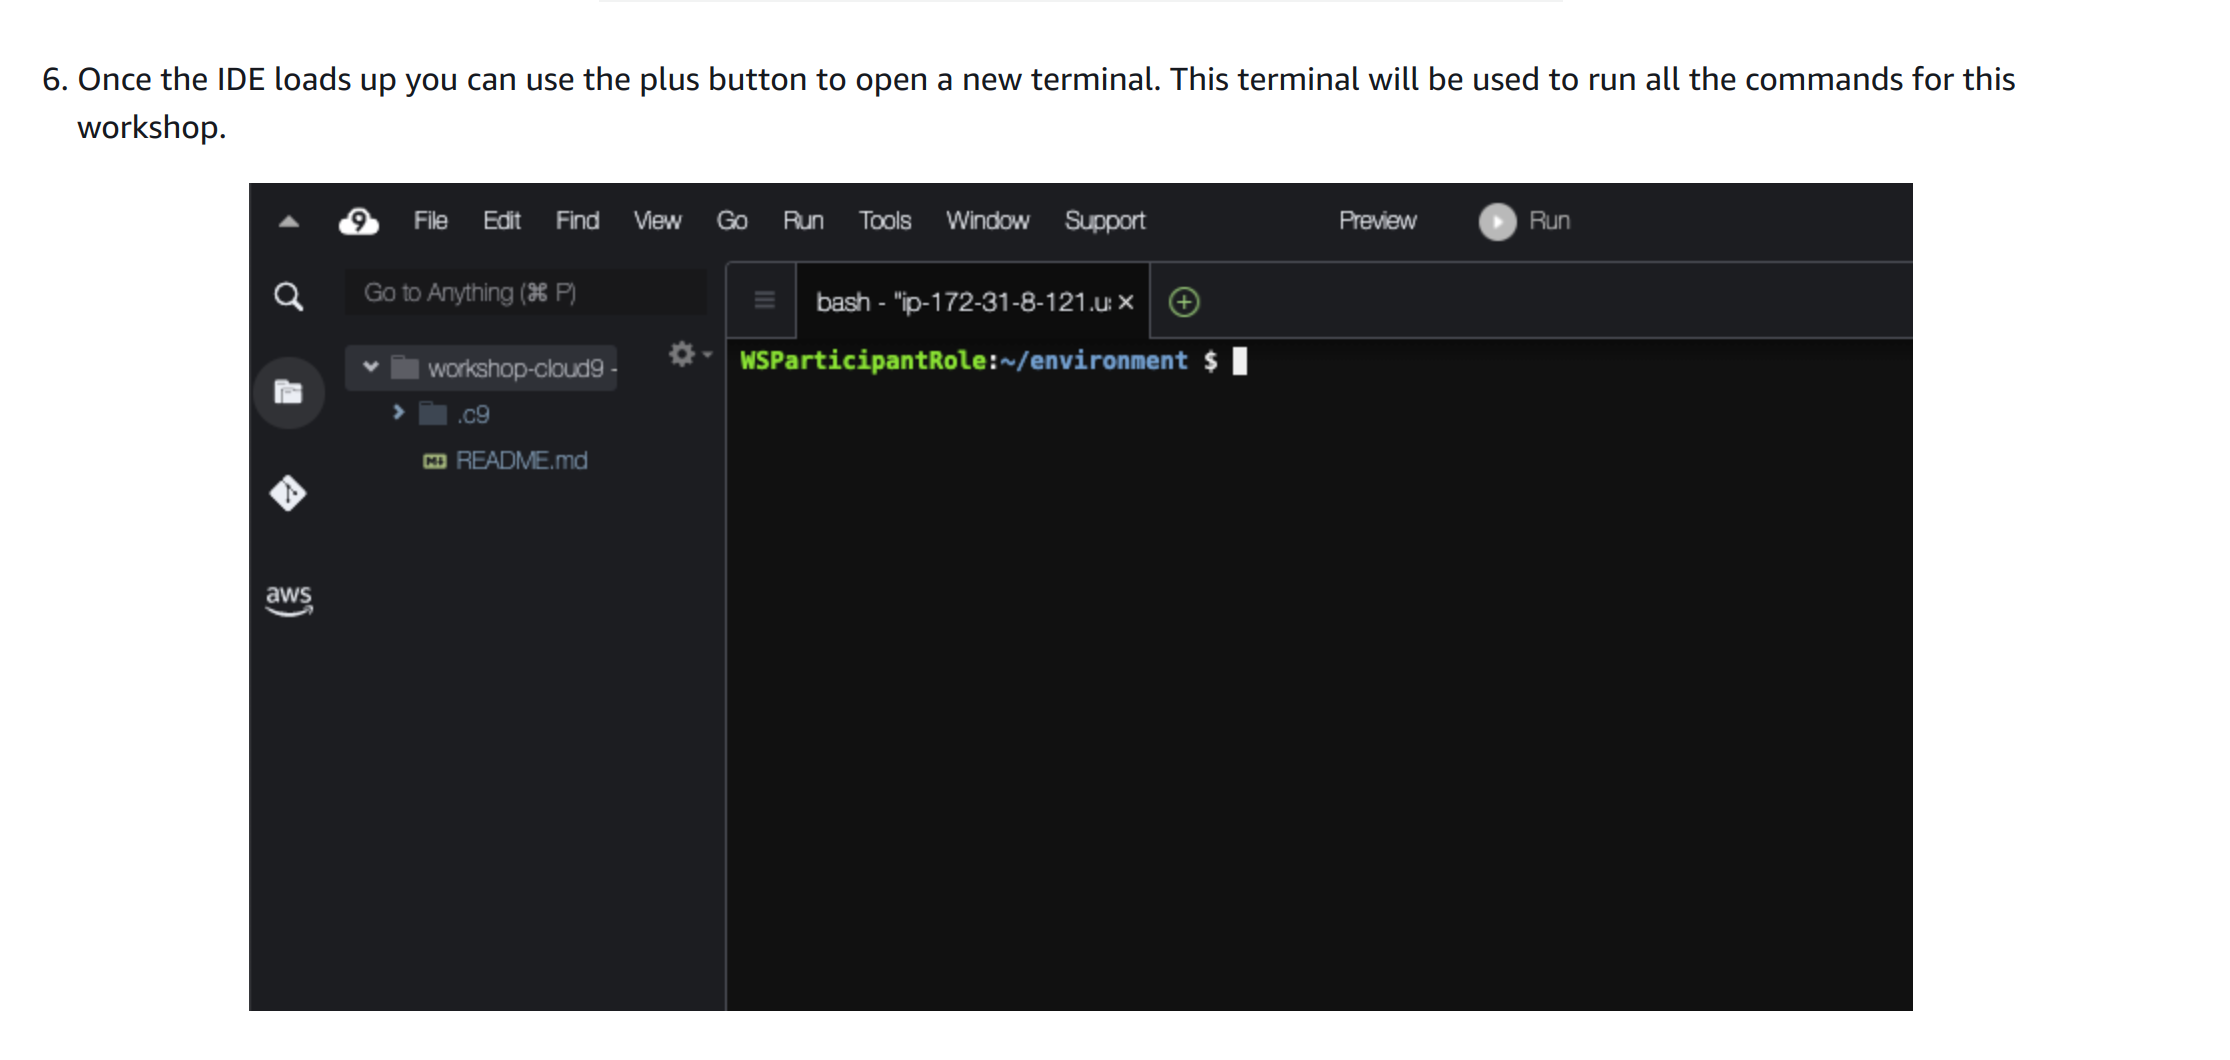 6. Once the IDE loads up you can use the plus button to open a new terminal. This terminal will be used to run all the commands for this
workshop.
File Edit Find View Go Run Tools Window Support Preview Run
Go to Anything (⌘ P)
bash - "ip-172-31-8-121.u
WSParticipantRole:~/environment $
workshop-cloud9 -
.c9
README.md
aws